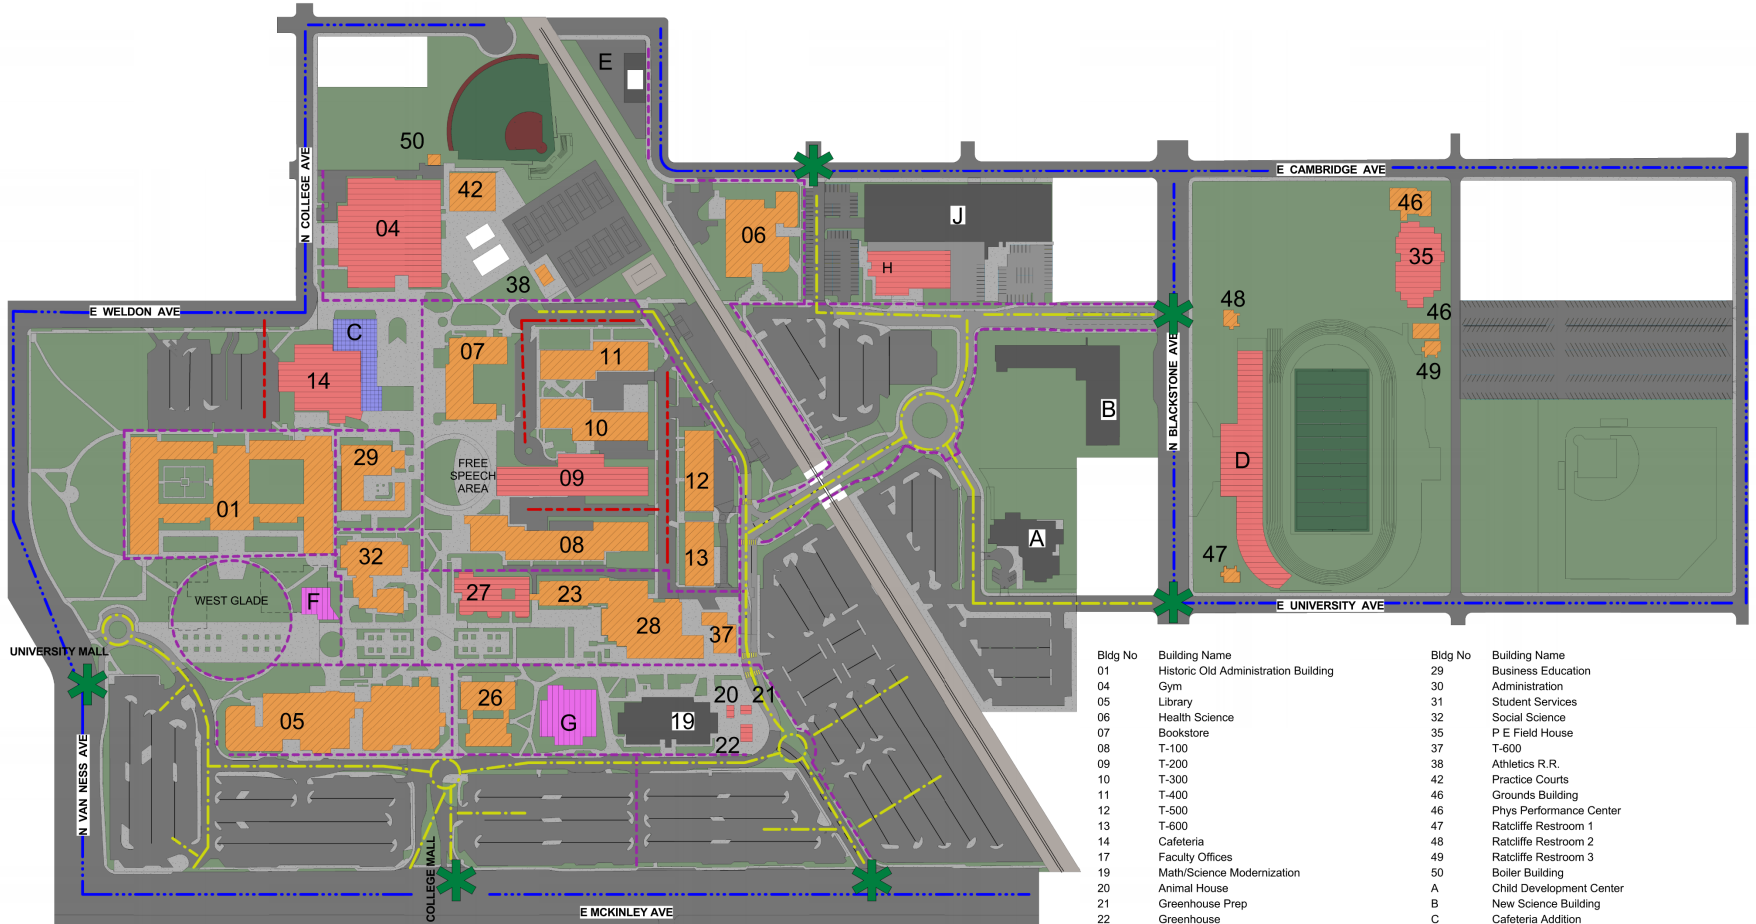 E
50
E CAMBRIDGE AVE
N COLLEGE AVE
42
46
04
J
06
35
H
38
48
46
E WELDON AVE
C
07
11
N BLACKSTONE AVE
49
14
B
10
29
FREE
SPEECH
AREA
09
12
D
01
A
32
08
13
47
27
23
WEST GLADE
F
E UNIVERSITY AVE
28
37
UNIVERSITY MALL
26
20
21
05
G
19
22
N VAN NESS AVE
COLLEGE MALL
E MCKINLEY AVE
Bldg No Building Name
01 Historic Old Administration Building
04 Gym
05 Library
06 Health Science
07 Bookstore
08 T-100
09 T-200
10 T-300
11 T-400
12 T-500
13 T-600
14 Cafeteria
17 Faculty Offices
19 Math/Science Modernization
20 Animal House
21 Greenhouse Prep
22 Greenhouse
Bldg No Building Name
29 Business Education
30 Administration
31 Student Services
32 Social Science
35 P E Field House
37 T-600
38 Athletics R.R.
42 Practice Courts
46 Grounds Building
46 Phys Performance Center
47 Ratcliffe Restroom 1
48 Ratcliffe Restroom 2
49 Ratcliffe Restroom 3
50 Boiler Building
A Child Development Center
B New Science Building
C Cafeteria Addition